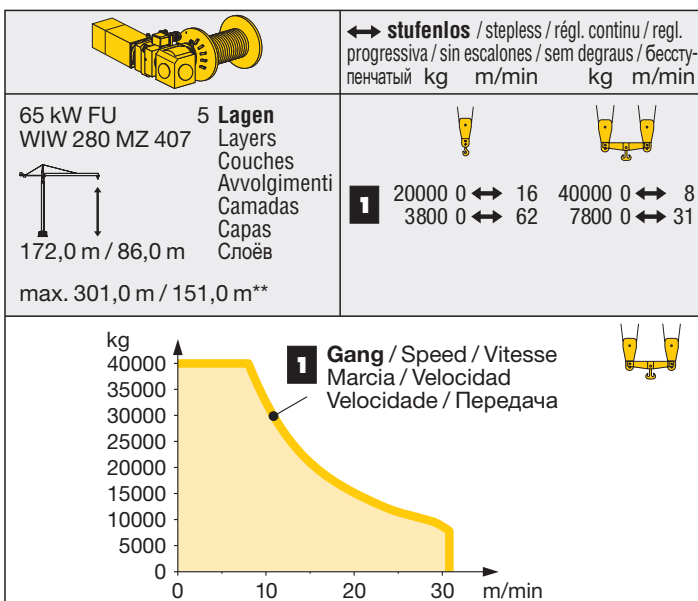 ↔ stufenlos / stepless / régl. continu / regl.
progressiva / sin escalones / sem degraus / бессту-
пенчатый kg m/min kg m/min
65 kW FU 5 Lagen
WIW 280 MZ 407 Layers
Couches
Avvolgimenti
Camadas
Capas
172,0 m / 86,0 m Слоёв
max. 301,0 m / 151,0 m**
1 20000 0 ↔ 16 40000 0 ↔ 8
3800 0 ↔ 62 7800 0 ↔ 31
kg
1 Gang / Speed / Vitesse
Marcia / Velocidad
Velocidade / Передача
40000
35000
30000
25000
20000
15000
10000
5000
0
0 10 20 30 m/min